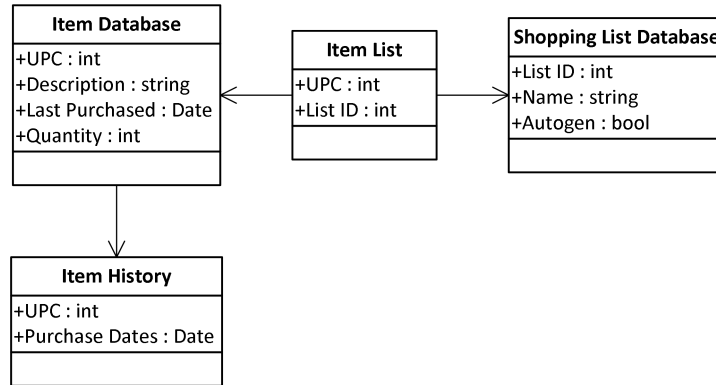 Item Database
+UPC : int
+Description : string
+Last Purchased : Date
+Quantity : int
Item List
+UPC : int
+List ID : int
Shopping List Database
+List ID : int
+Name : string
+Autogen : bool
Item History
+UPC : int
+Purchase Dates : Date